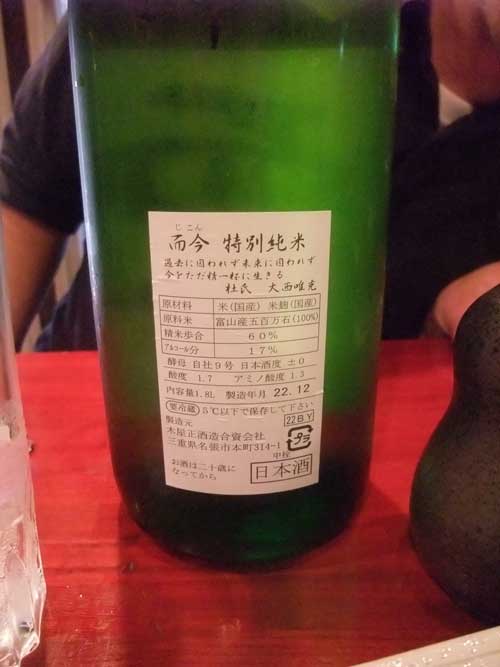 じこん
而今 特別純米
過去に囚われず未来に囚われず
今をただ精一杯に生きる
杜氏 大西唯克
原材料 米(国産) 米麹(国産)
原料米 富山産五百万石(100%)
精米歩合 60%
アルコール分 17%
酵母 自社9号 日本酒度 ±0
酸度 1.7 アミノ酸度 1.3
内容量1.8L 製造年月 22.12
要冷蔵 5℃以下で保存して下さい
製造元 22BY
木屋正酒造合資会社
三重県名張市本町314-1
プラ
中栓
お酒は二十歳に
なってから
日本酒